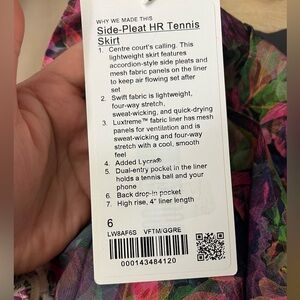 WHY WE MADE THIS
Side-Pleat HR Tennis
Skirt
1. Centre court's calling. This
lightweight skirt features
accordion-style side pleats and
mesh fabric panels on the liner
to keep air flowing set after
set
2. Swift fabric is lightweight,
four-way stretch,
sweat-wicking, and quick-drying
3. Luxtreme™ fabric liner has mesh
panels for ventilation and is
sweat-wicking and four-way
stretch with a cool, smooth
feel
4. Added Lycra®
5. Dual-entry pocket in the liner
holds a tennis ball and your
phone
6. Back drop-in pocket
7. High rise, 4" liner length
6
LW8AF6S VFTM/GGRE
000143484120